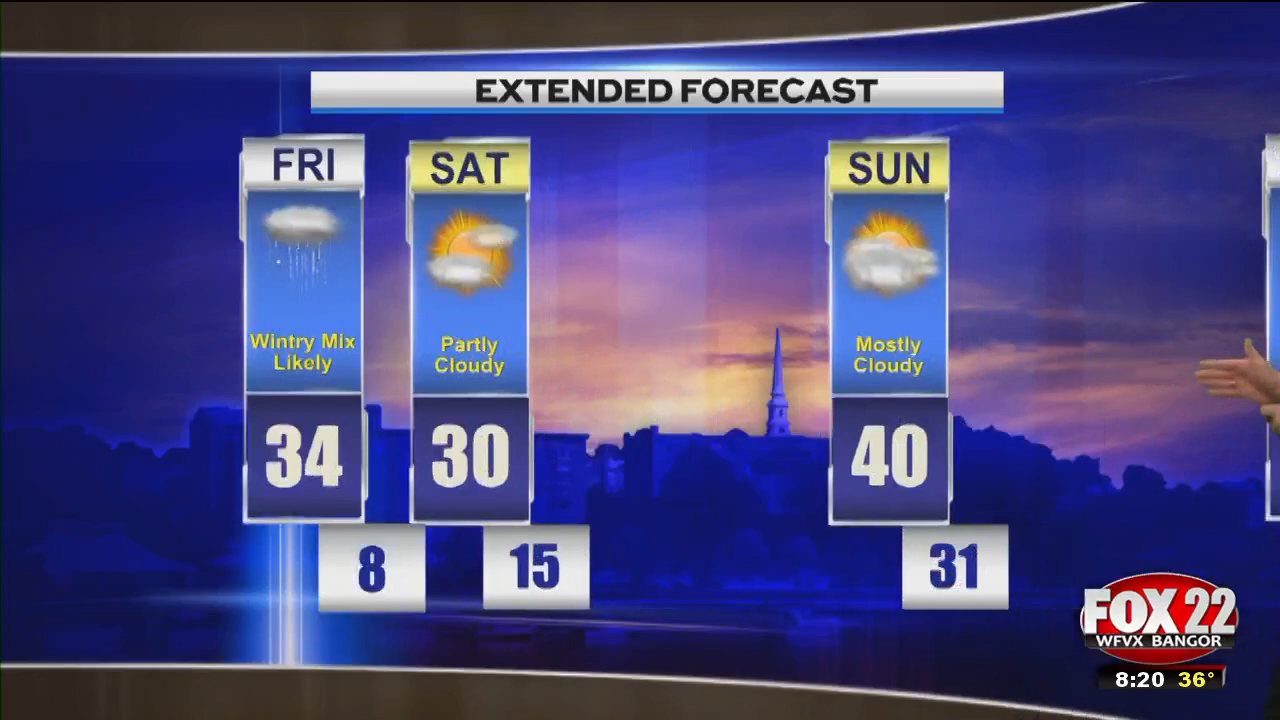 EXTENDED FORECAST
FRI
Wintry Mix
Likely
34
8
SAT
Partly
Cloudy
30
15
SUN
Mostly
Cloudy
40
31
FOX 22
WFVX BANGOR
8:20 36°